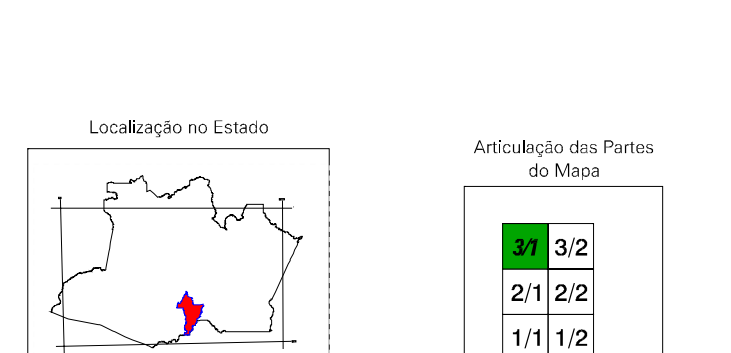 Localização no Estado
Articulação das Partes
do Mapa
3/1 3/2
2/1 2/2
1/1 1/2